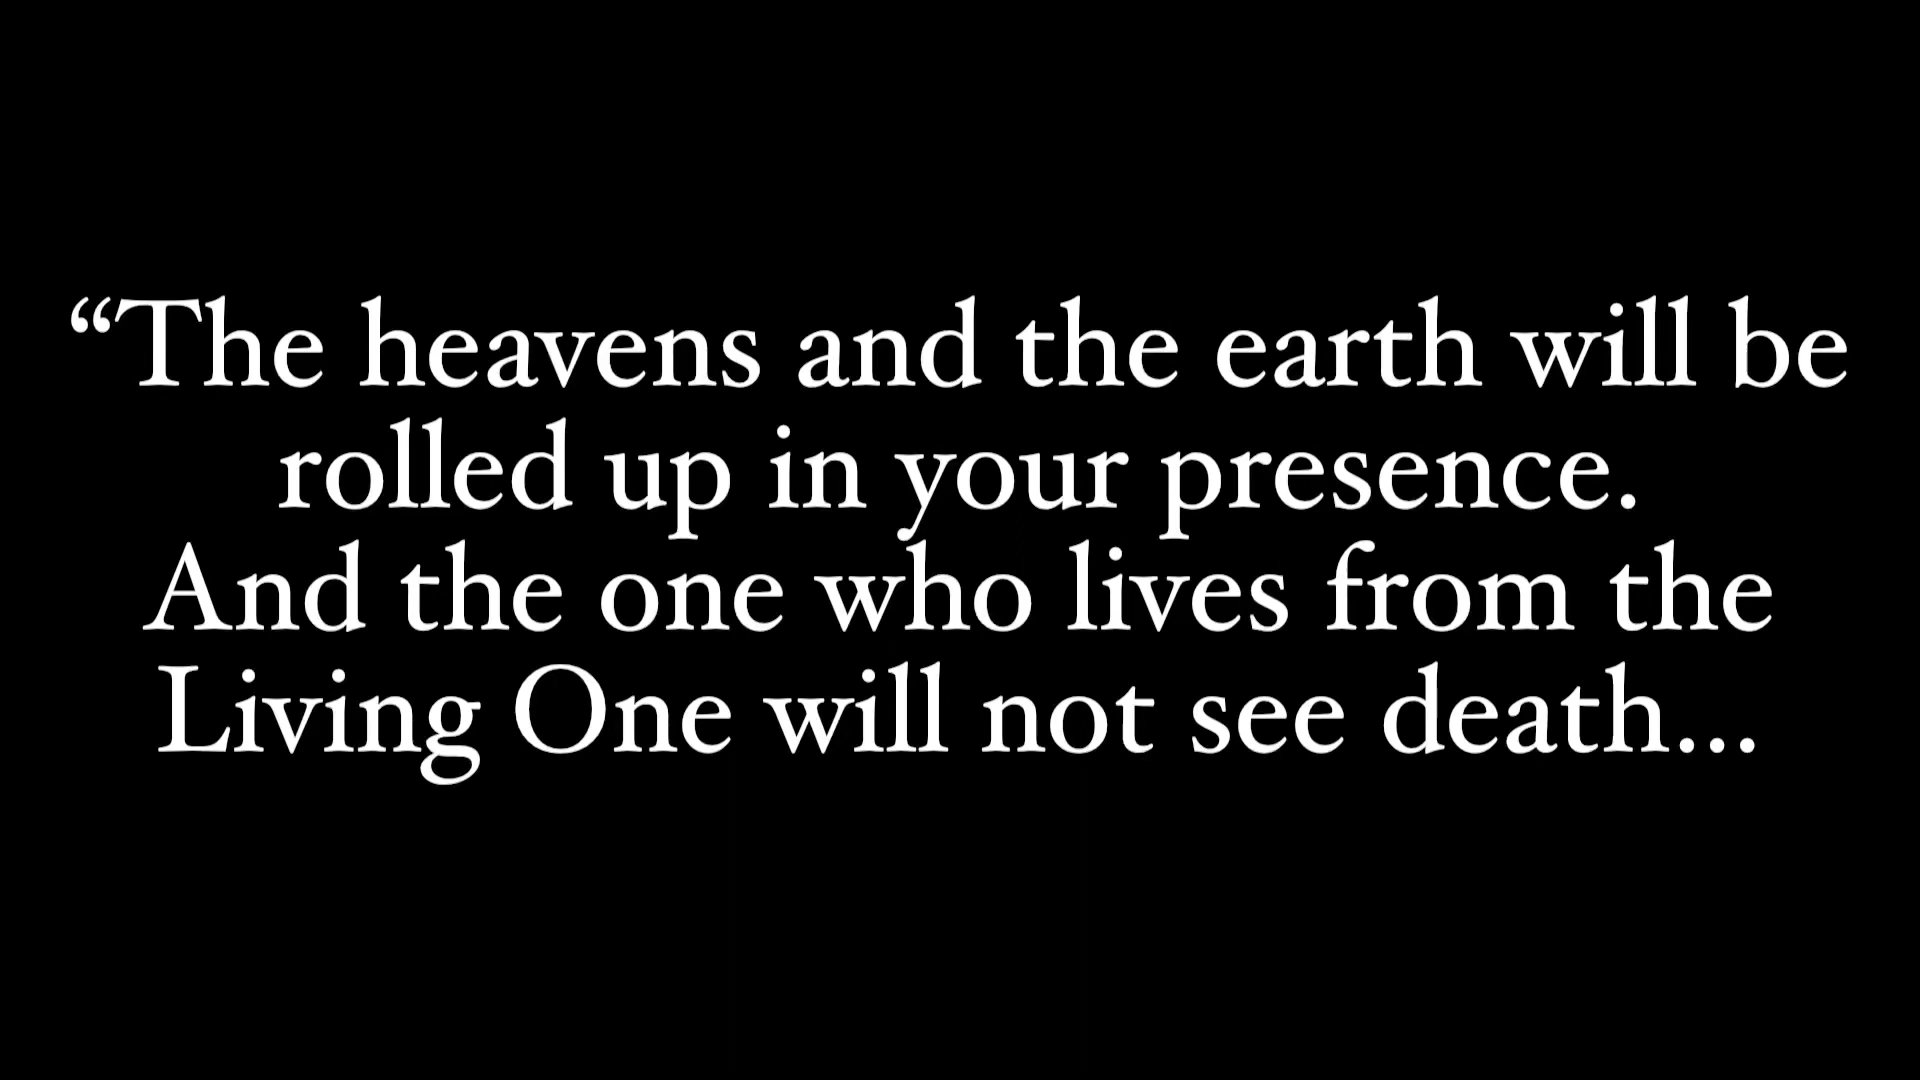 “The heavens and the earth will be
rolled up in your presence.
And the one who lives from the
Living One will not see death...